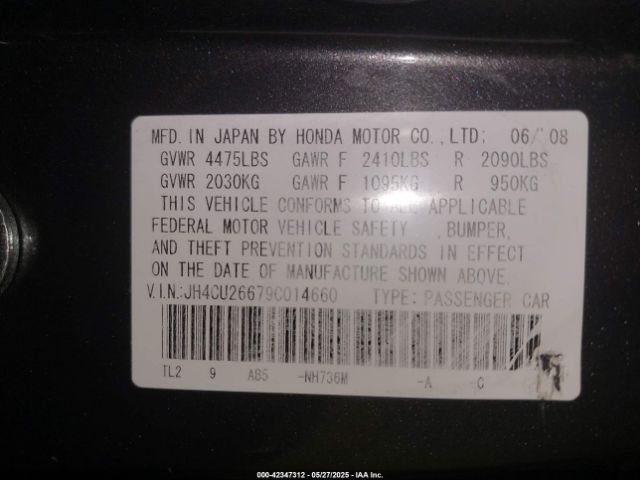 MFD. IN JAPAN BY HONDA MOTOR CO., LTD: 06/'08
GVWR 4475LBS GAWR F 2410LBS R 2090LBS
GVWR 2030KG GAWR F 1095KG R 950KG
THIS VEHICLE CONFORMS TO ALL APPLICABLE
FEDERAL MOTOR VEHICLE SAFETY , BUMPER,
AND THEFT PREVENTION STANDARDS IN EFFECT
ON THE DATE OF MANUFACTURE SHOWN ABOVE.
V.I.N.:JH4CU26679C014660 TYPE: PASSENGER CAR
TL2 9 AB5 -NH736M -A -C
000-42347312 - 05/27/2025 - IAA Inc.